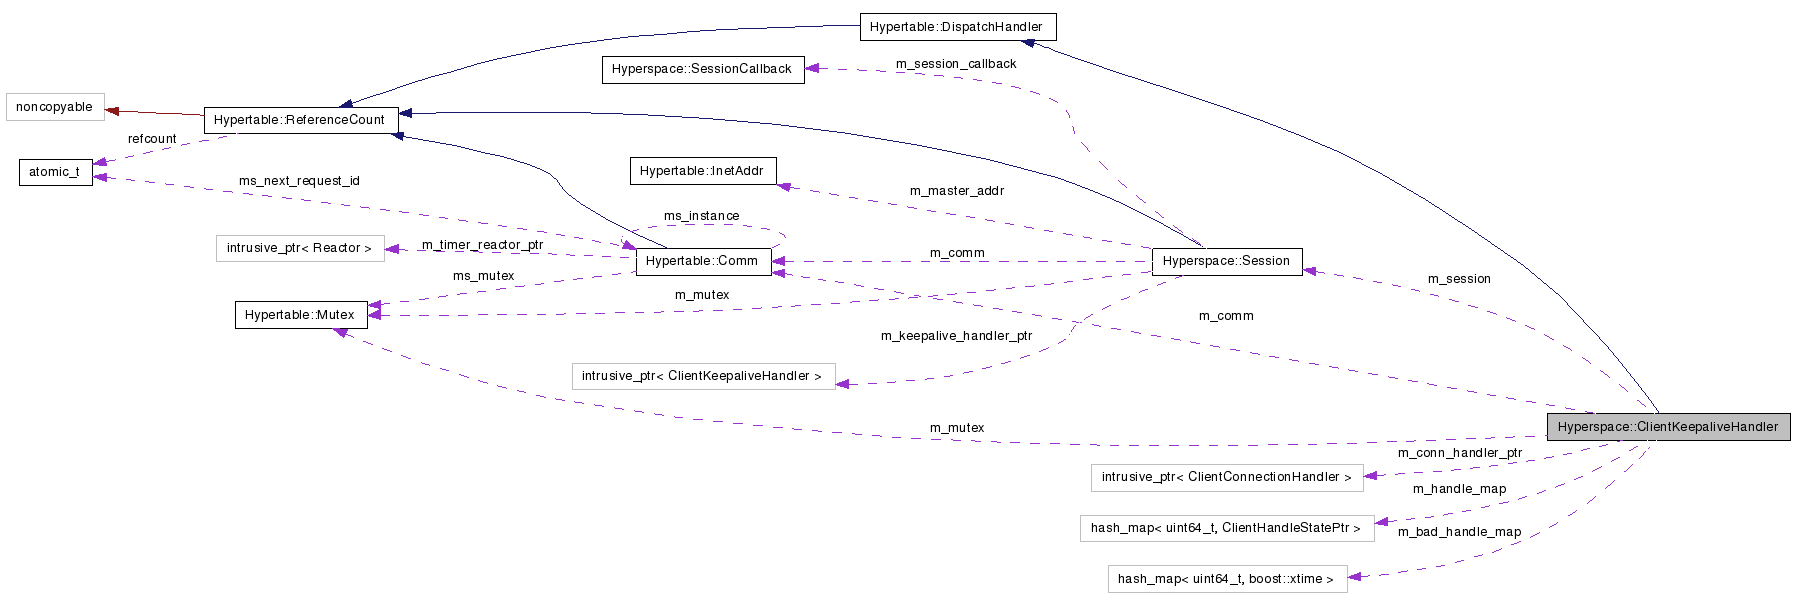 Hypertable::DispatchHandler
Hyperspace::SessionCallback
m_session_callback
noncopyable
Hypertable::ReferenceCount
refcount
atomic_t
Hypertable::InetAddr
ms_next_request_id
m_master_addr
ms_instance
intrusive_ptr< Reactor >
m_timer_reactor_ptr
Hypertable::Comm
m_comm
Hyperspace::Session
ms_mutex
m_session
m_mutex
Hypertable::Mutex
m_comm
m_keepalive_handler_ptr
intrusive_ptr< ClientKeepaliveHandler >
m_mutex
Hyperspace::ClientKeepaliveHandler
m_conn_handler_ptr
intrusive_ptr< ClientConnectionHandler >
m_handle_map
hash_map< uint64_t, ClientHandleStatePtr >
m_bad_handle_map
hash_map< uint64_t, boost::xtime >